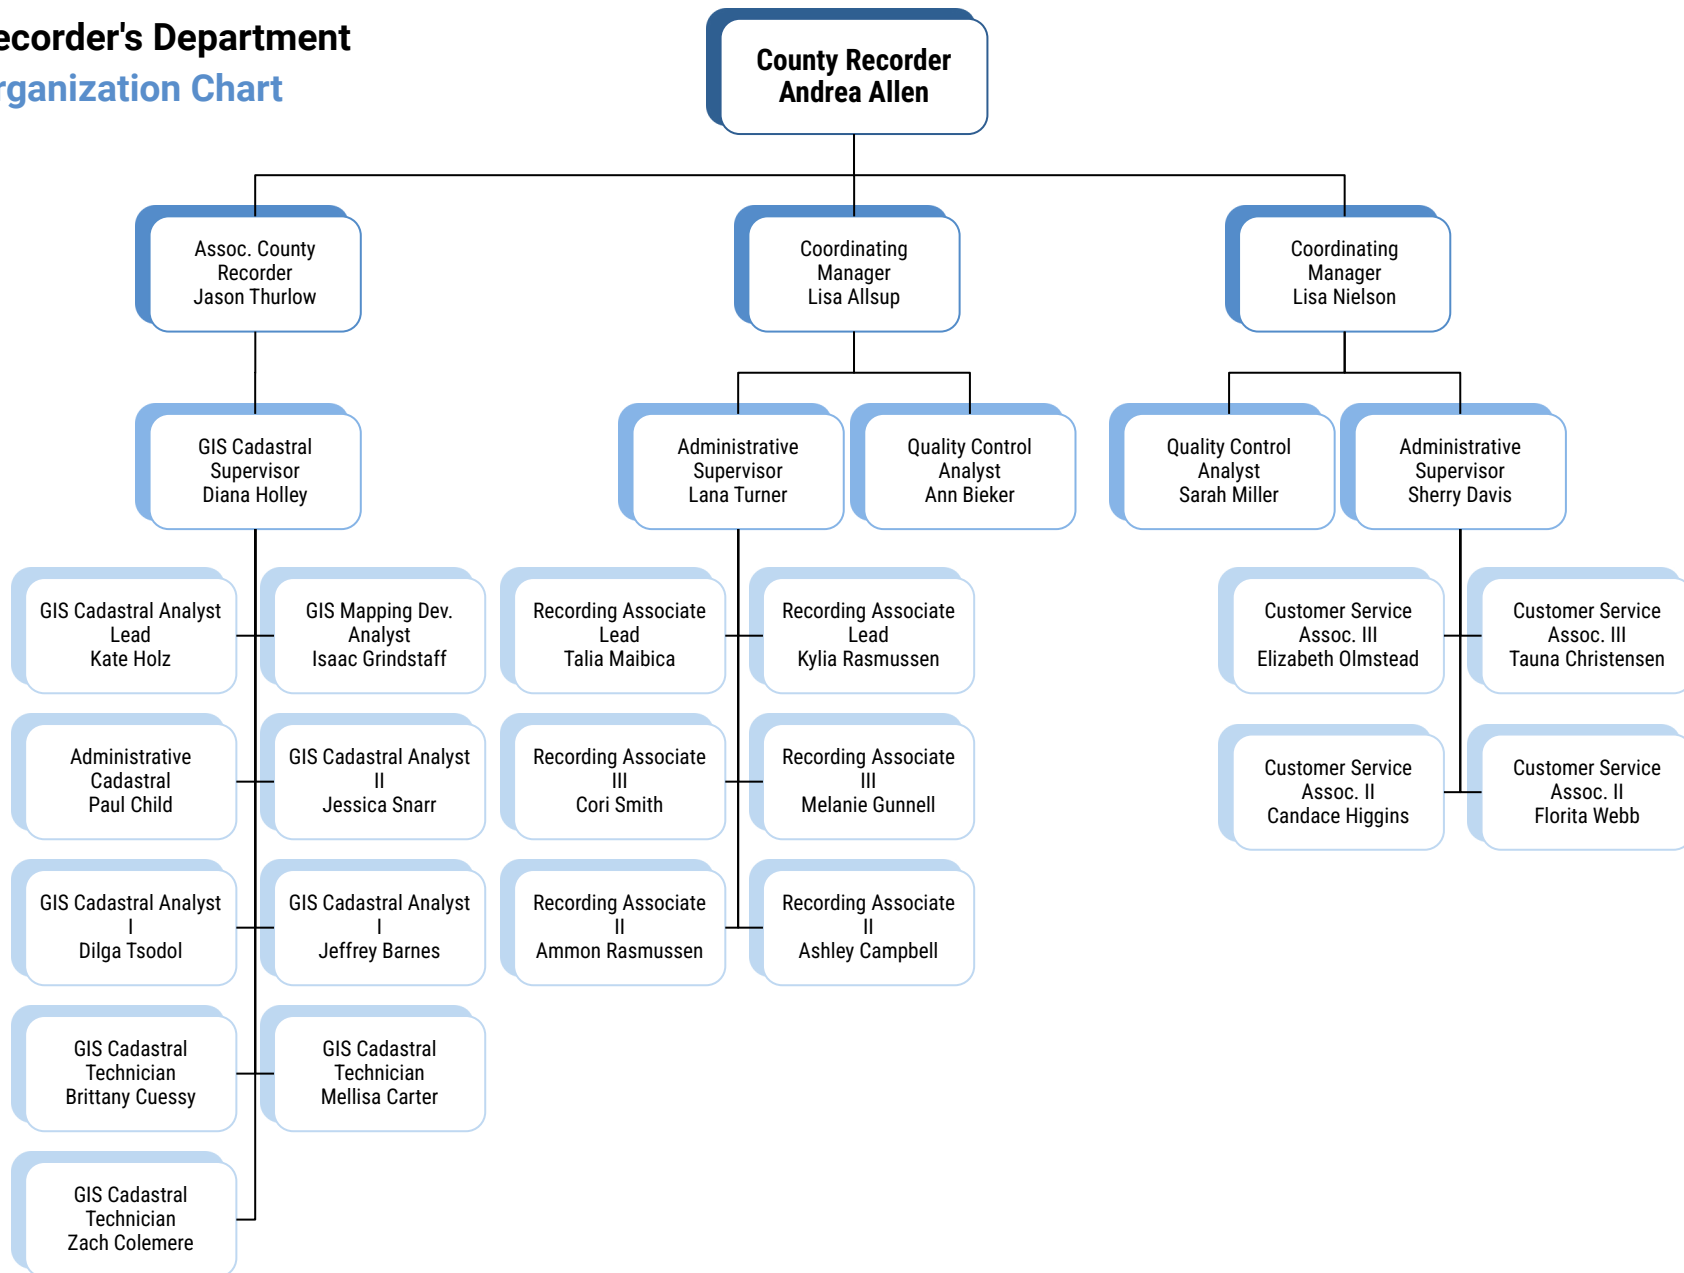 ecorder's Department
rganization Chart
County Recorder
Andrea Allen
Assoc. County
Recorder
Jason Thurlow
Coordinating
Manager
Lisa Allsup
Coordinating
Manager
Lisa Nielson
GIS Cadastral
Supervisor
Diana Holley
Administrative
Supervisor
Lana Turner
Quality Control
Analyst
Ann Bieker
Quality Control
Analyst
Sarah Miller
Administrative
Supervisor
Sherry Davis
GIS Cadastral Analyst
Lead
Kate Holz
GIS Mapping Dev.
Analyst
Isaac Grindstaff
Recording Associate
Lead
Talia Maibica
Recording Associate
Lead
Kylia Rasmussen
Customer Service
Assoc. III
Elizabeth Olmstead
Customer Service
Assoc. III
Tauna Christensen
Administrative
Cadastral
Paul Child
GIS Cadastral Analyst
II
Jessica Snarr
Recording Associate
III
Cori Smith
Recording Associate
III
Melanie Gunnell
Customer Service
Assoc. II
Candace Higgins
Customer Service
Assoc. II
Florita Webb
GIS Cadastral Analyst
I
Dilga Tsodol
GIS Cadastral Analyst
I
Jeffrey Barnes
Recording Associate
II
Ammon Rasmussen
Recording Associate
II
Ashley Campbell
GIS Cadastral
Technician
Brittany Cuessy
GIS Cadastral
Technician
Mellisa Carter
GIS Cadastral
Technician
Zach Colemere